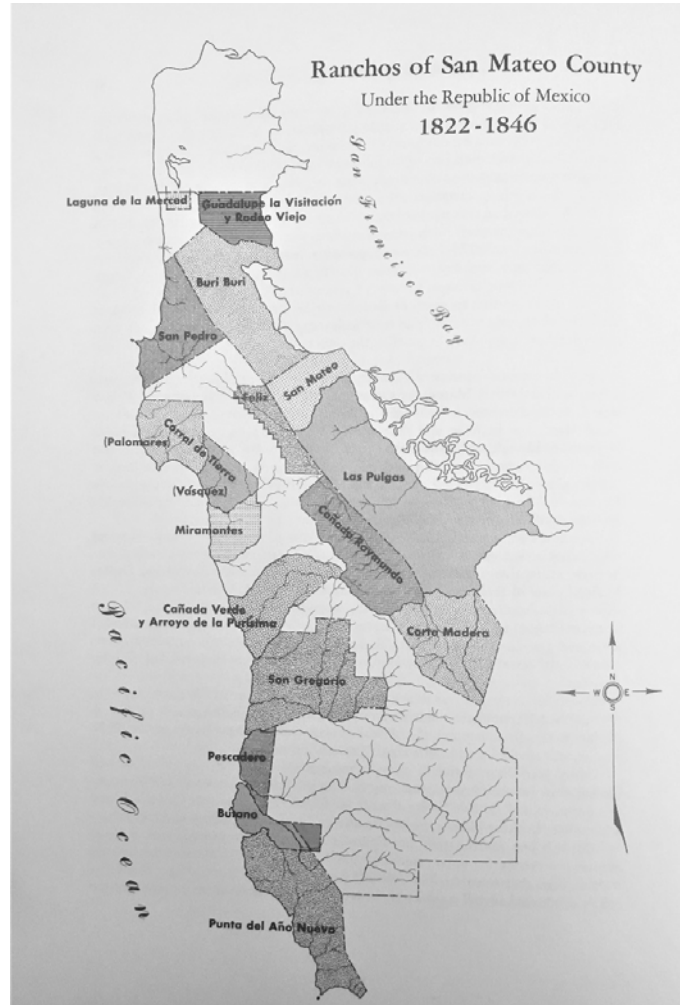 Ranchos of San Mateo County
Under the Republic of Mexico
1822-1846
San Francisco Bay
Laguna de la Merced
Guadalupe la Visitación
y Rodeo Viejo
Buri Buri
San Pedro
Feliz
San Mateo
(Palomares)
Corral de Tierra
(Vásquez)
Las Pulgas
Miramontes
Cañada Raymundo
Cañada Verde
y Arroyo de la Purísima
Corte Madera
San Gregorio
N
W E
S
Pescadero
Butano
Pacific Ocean
Punta del Año Nuevo